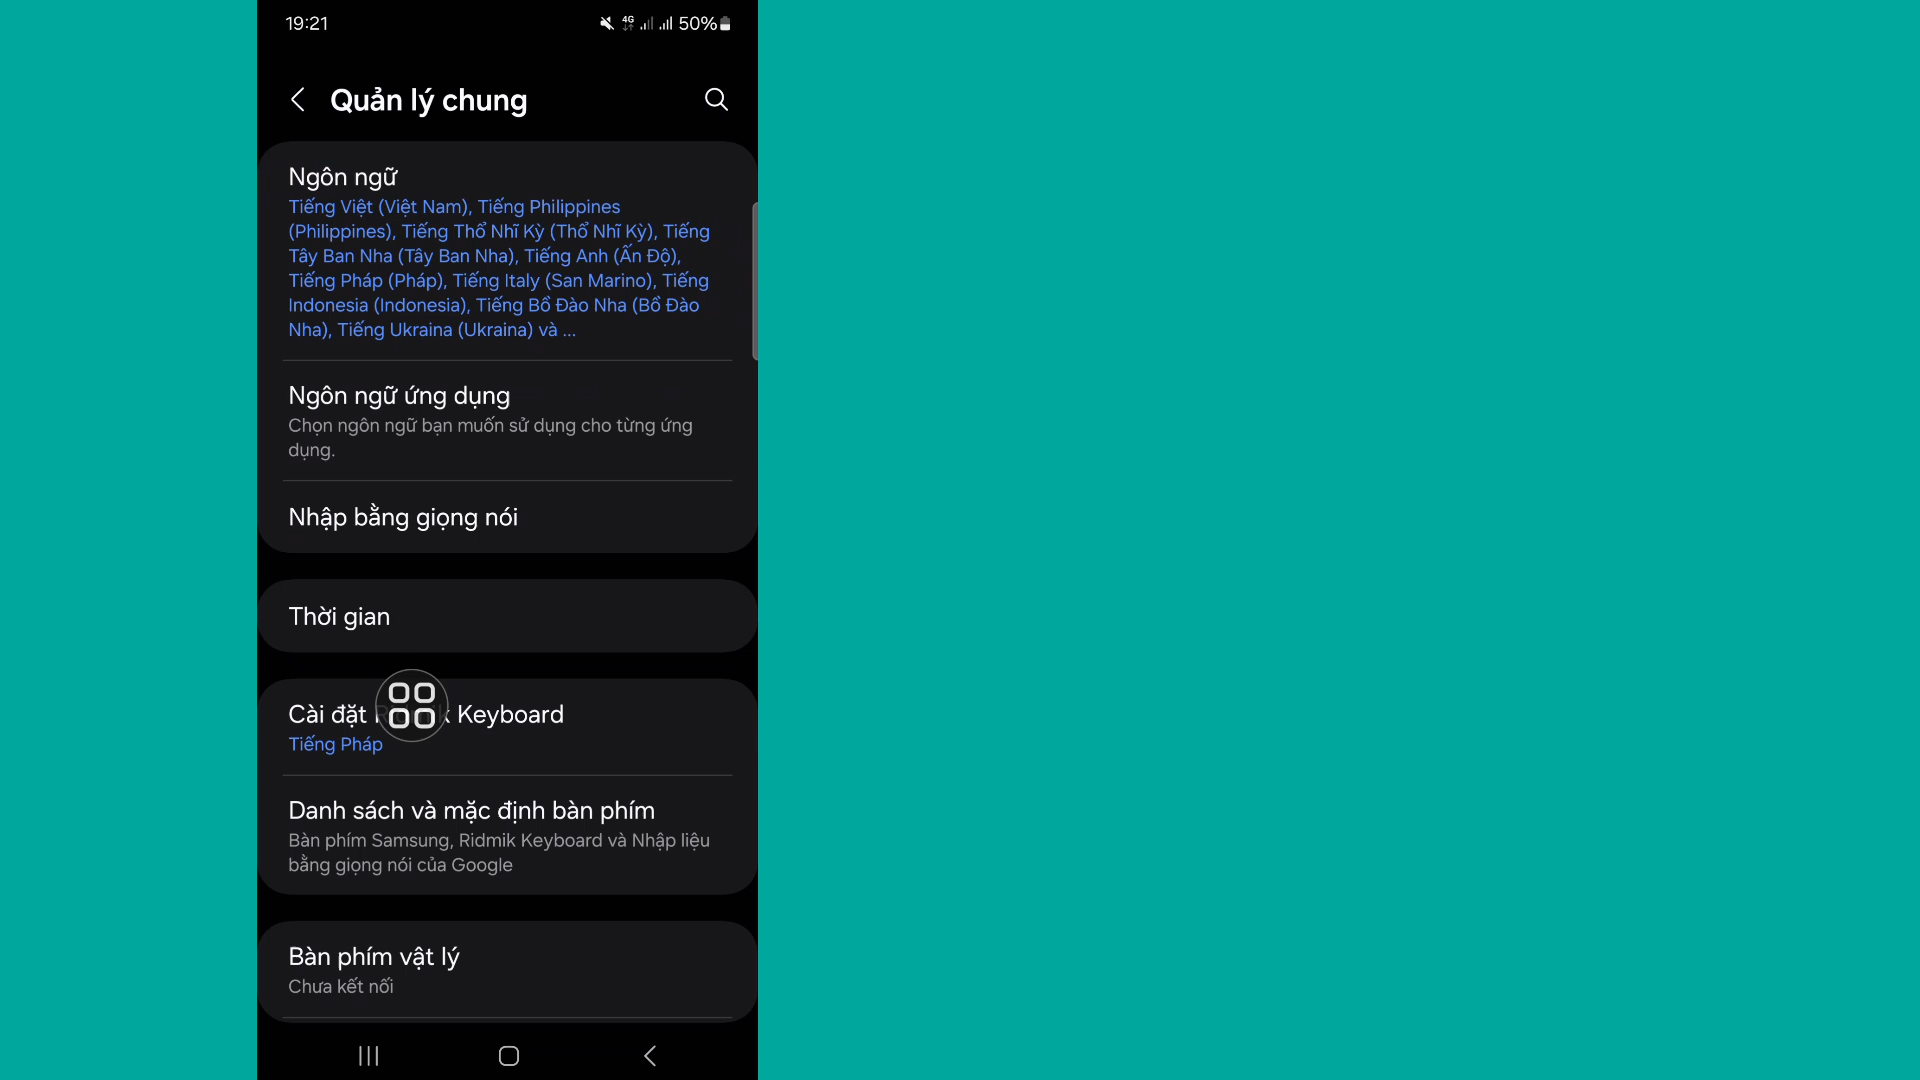 19:21
4G 50%
Quản lý chung
Ngôn ngữ
Tiếng Việt (Việt Nam), Tiếng Philippines
(Philippines), Tiếng Thổ Nhĩ Kỳ (Thổ Nhĩ Kỳ), Tiếng
Tây Ban Nha (Tây Ban Nha), Tiếng Anh (Ấn Độ),
Tiếng Pháp (Pháp), Tiếng Italy (San Marino), Tiếng
Indonesia (Indonesia), Tiếng Bồ Đào Nha (Bồ Đào
Nha), Tiếng Ukraina (Ukraina) và ...
Ngôn ngữ ứng dụng
Chọn ngôn ngữ bạn muốn sử dụng cho từng ứng
dụng.
Nhập bằng giọng nói
Thời gian
Cài đặt Ridmik Keyboard
Tiếng Pháp
Danh sách và mặc định bàn phím
Bàn phím Samsung, Ridmik Keyboard và Nhập liệu
bằng giọng nói của Google
Bàn phím vật lý
Chưa kết nối